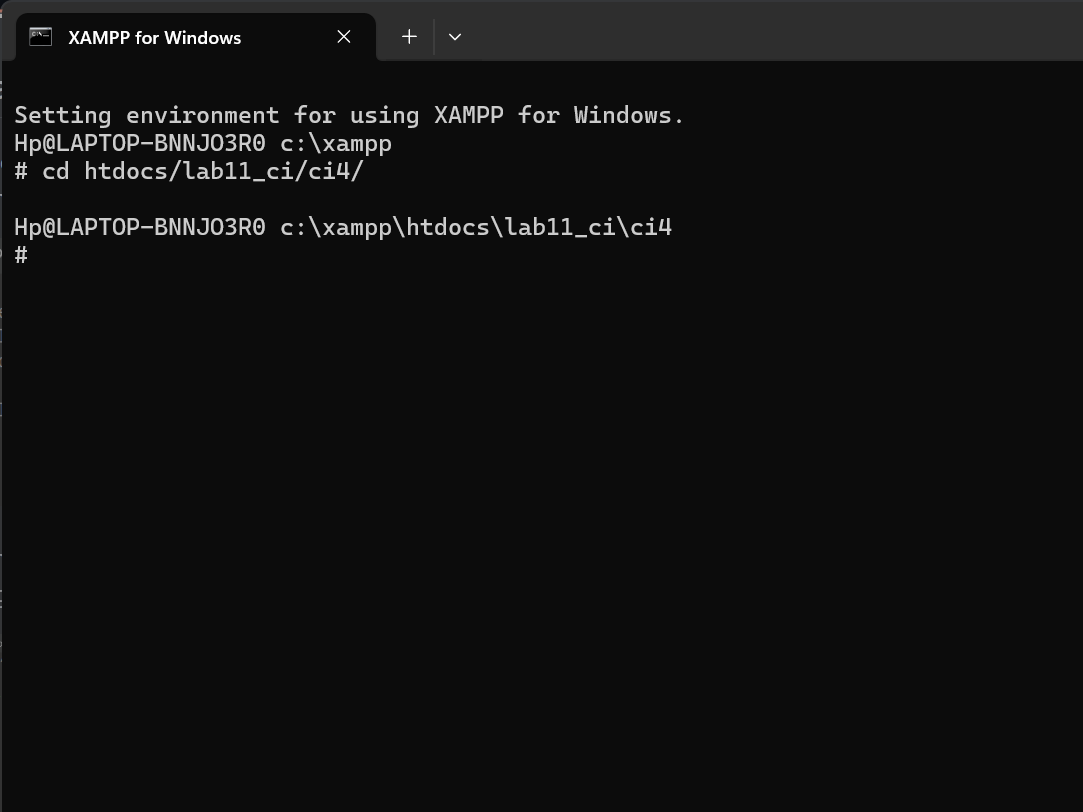 XAMPP for Windows
Setting environment for using XAMPP for Windows.
Hp@LAPTOP-BNNJO3R0 c:\xampp
# cd htdocs/lab11_ci/ci4/
Hp@LAPTOP-BNNJO3R0 c:\xampp\htdocs\lab11_ci\ci4
#